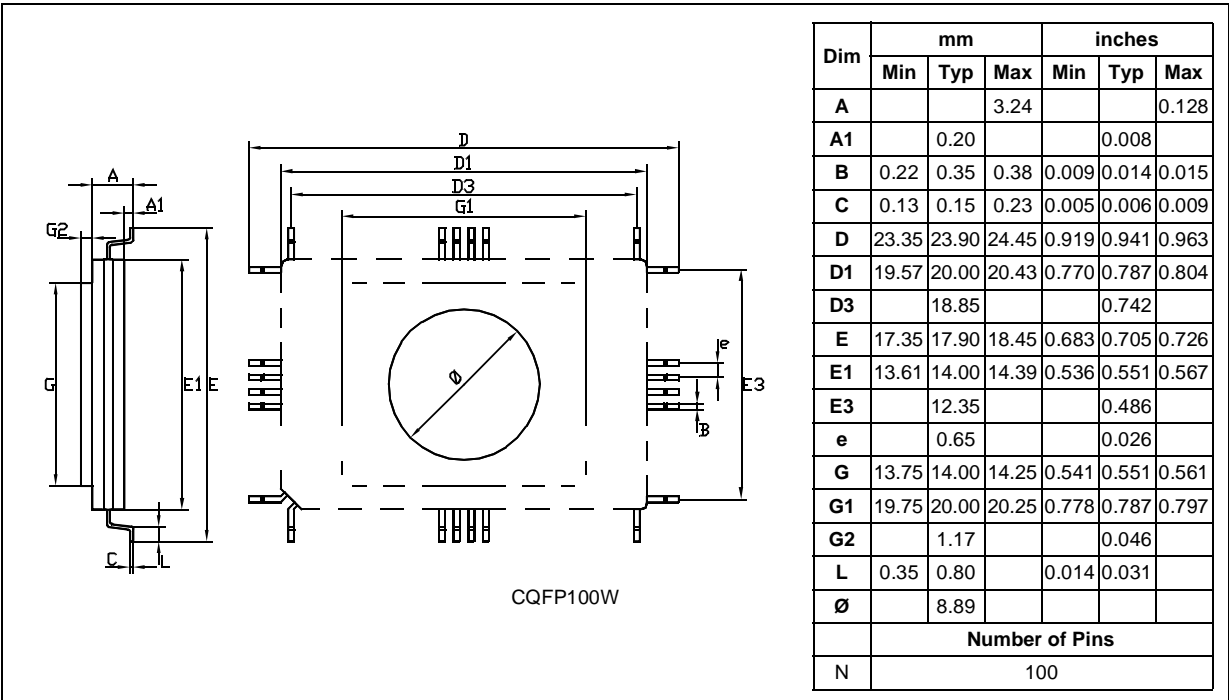 D
D1
D3
G1
A
A1
G2
G
E1 E
C L
Ø
e
E3
B
CQFP100W
Dim mm inches
Min Typ Max Min Typ Max
A 3.24 0.128
A1 0.20 0.008
B 0.22 0.35 0.38 0.009 0.014 0.015
C 0.13 0.15 0.23 0.005 0.006 0.009
D 23.35 23.90 24.45 0.919 0.941 0.963
D1 19.57 20.00 20.43 0.770 0.787 0.804
D3 18.85 0.742
E 17.35 17.90 18.45 0.683 0.705 0.726
E1 13.61 14.00 14.39 0.536 0.551 0.567
E3 12.35 0.486
e 0.65 0.026
G 13.75 14.00 14.25 0.541 0.551 0.561
G1 19.75 20.00 20.25 0.778 0.787 0.797
G2 1.17 0.046
L 0.35 0.80 0.014 0.031
Ø 8.89
Number of Pins
N 100